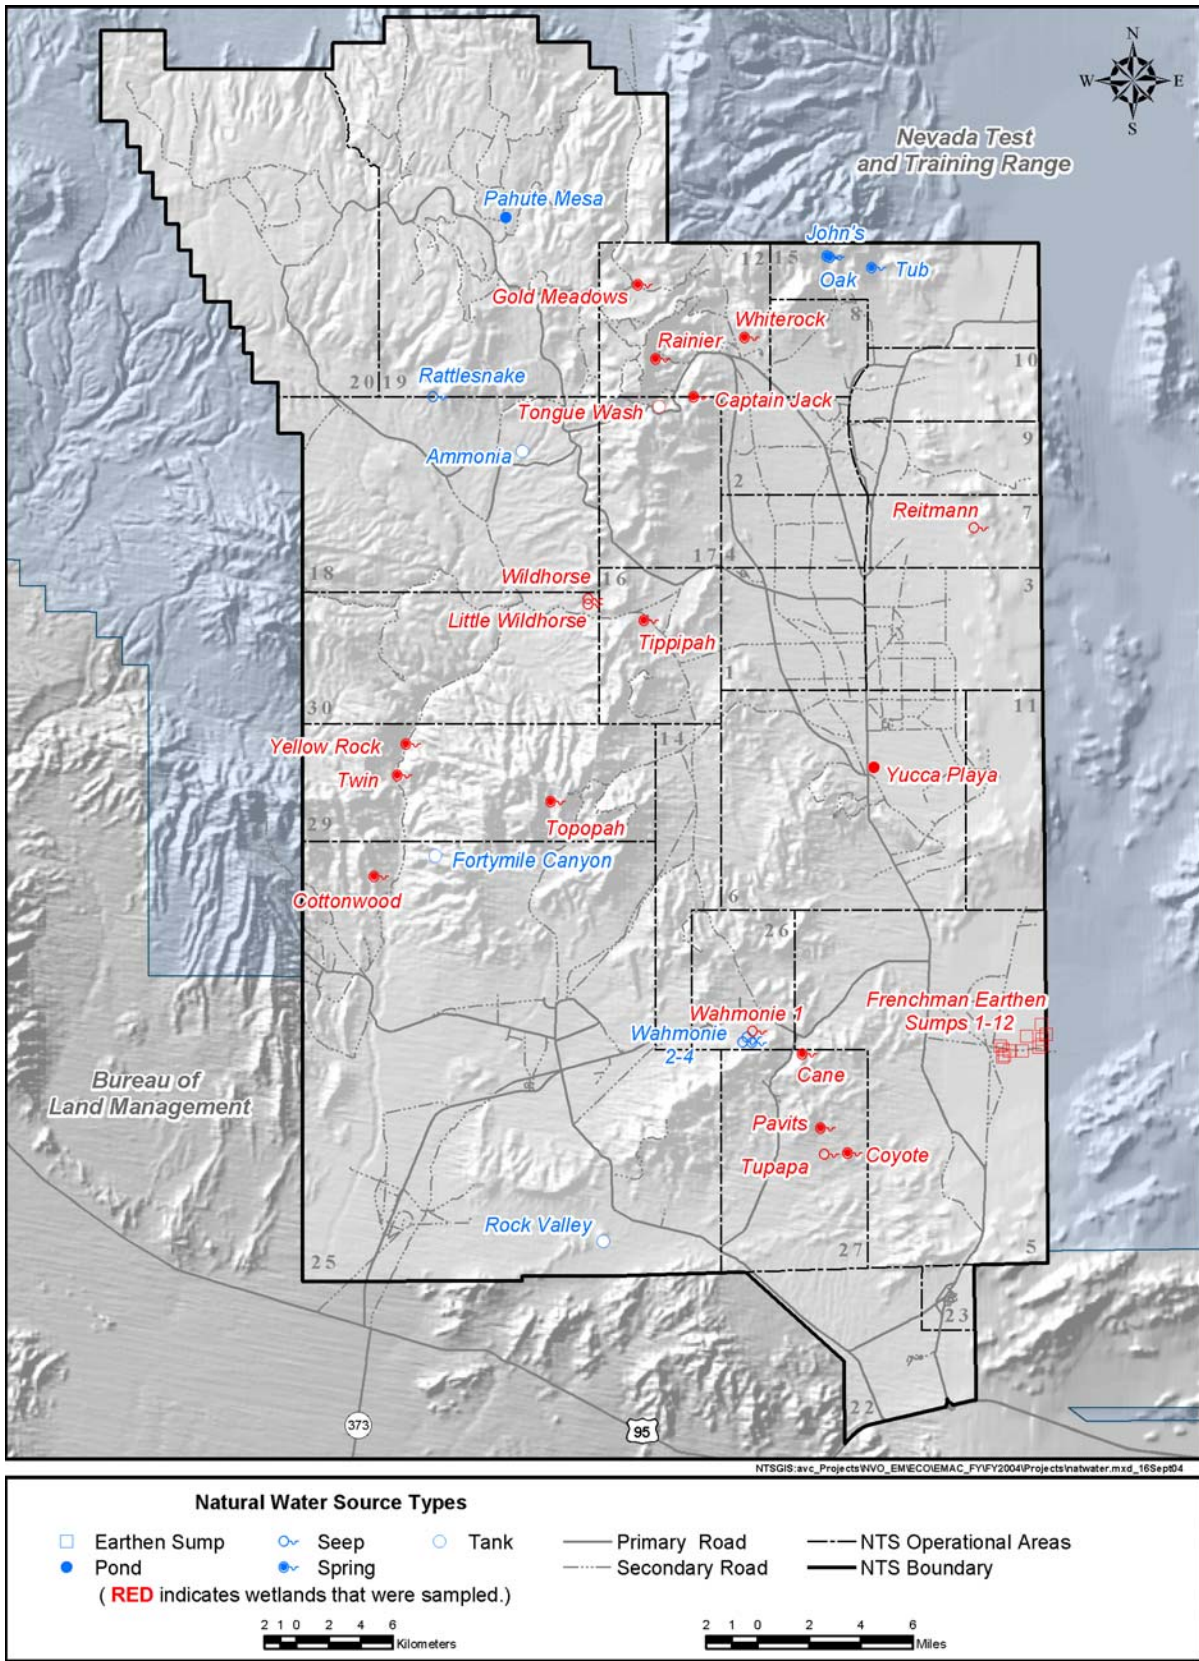 N
W E
S
Nevada Test
and Training Range
Pahute Mesa
John's
12 15
Oak
Tub
Gold Meadows
Whiterock
8
Rainier
10
20 19
Rattlesnake
Tongue Wash
Captain Jack
9
Ammonia
2
Reitmann
7
17 4
18
Wildhorse
16
3
Little Wildhorse
Tippipah
1
30
11
14
Yellow Rock
Twin
Yucca Playa
Topopah
29
Fortymile Canyon
Cottonwood
6
26
Frenchman Earthen
Sumps 1-12
Wahmonie 1
Wahmonie
2-4
Cane
Bureau of
Land Management
Pavits
Tupapa
Coyote
Rock Valley
25
27
5
23
22
373
95
NTSGIS:avc_Projects\NVO_EM\ECO\EMAC_FY\FY2004\Projects\natwater.mxd_16Sept04
Natural Water Source Types
Earthen Sump Seep Tank Primary Road NTS Operational Areas
Pond Spring Secondary Road NTS Boundary
( RED indicates wetlands that were sampled.)
2 1 0 2 4 6 Kilometers
2 1 0 2 4 6 Miles